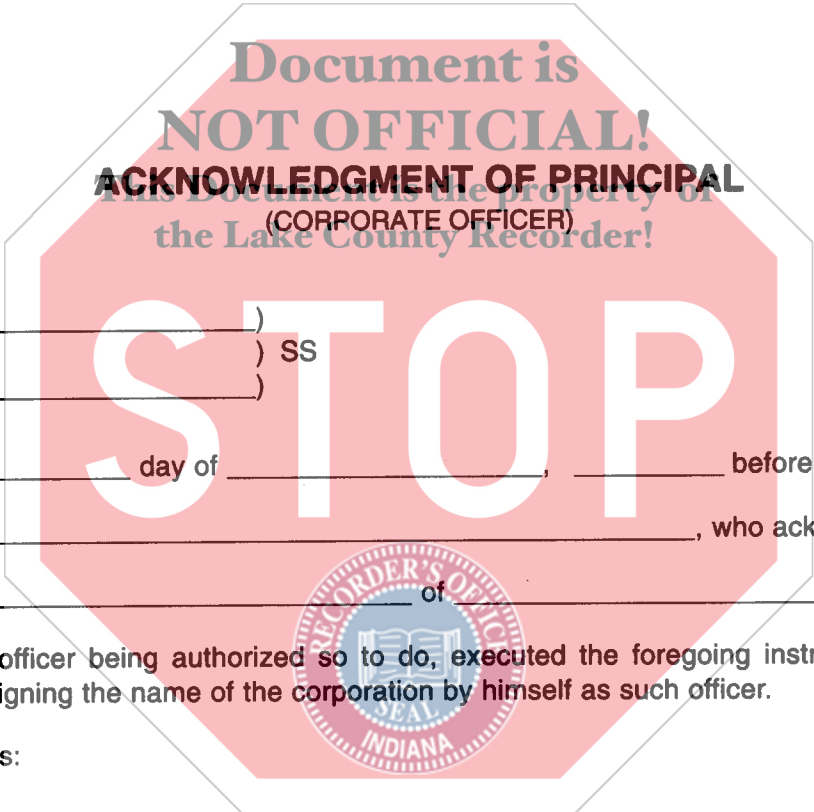 Document is
NOT OFFICIAL!
ACKNOWLEDGMENT OF PRINCIPAL
This Document is the property of
(CORPORATE OFFICER)
the Lake County Recorder!
)
) SS
)
STOP
day of , before
, who ack
of
officer being authorized so to do, executed the foregoing instr
igning the name of the corporation by himself as such officer.
s:
RECORDER'S OFFICE
SEAL
INDIANA